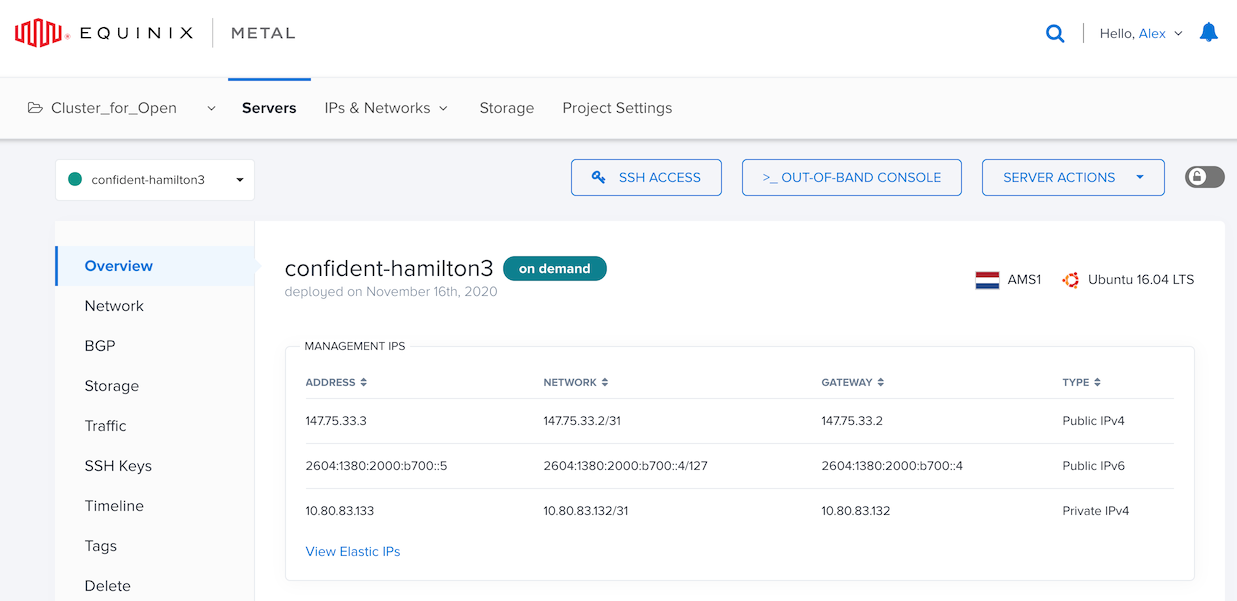 EQUINIX METAL
Hello, Alex
Cluster_for_Open Servers IPs & Networks Storage Project Settings
confident-hamilton3
SSH ACCESS >_ OUT-OF-BAND CONSOLE SERVER ACTIONS
Overview
Network
BGP
Storage
Traffic
SSH Keys
Timeline
Tags
Delete
confident-hamilton3 on demand
deployed on November 16th, 2020
AMS1 Ubuntu 16.04 LTS
MANAGEMENT IPS
ADDRESS NETWORK GATEWAY TYPE
147.75.33.3 147.75.33.2/31 147.75.33.2 Public IPv4
2604:1380:2000:b700::5 2604:1380:2000:b700::4/127 2604:1380:2000:b700::4 Public IPv6
10.80.83.133 10.80.83.132/31 10.80.83.132 Private IPv4
View Elastic IPs